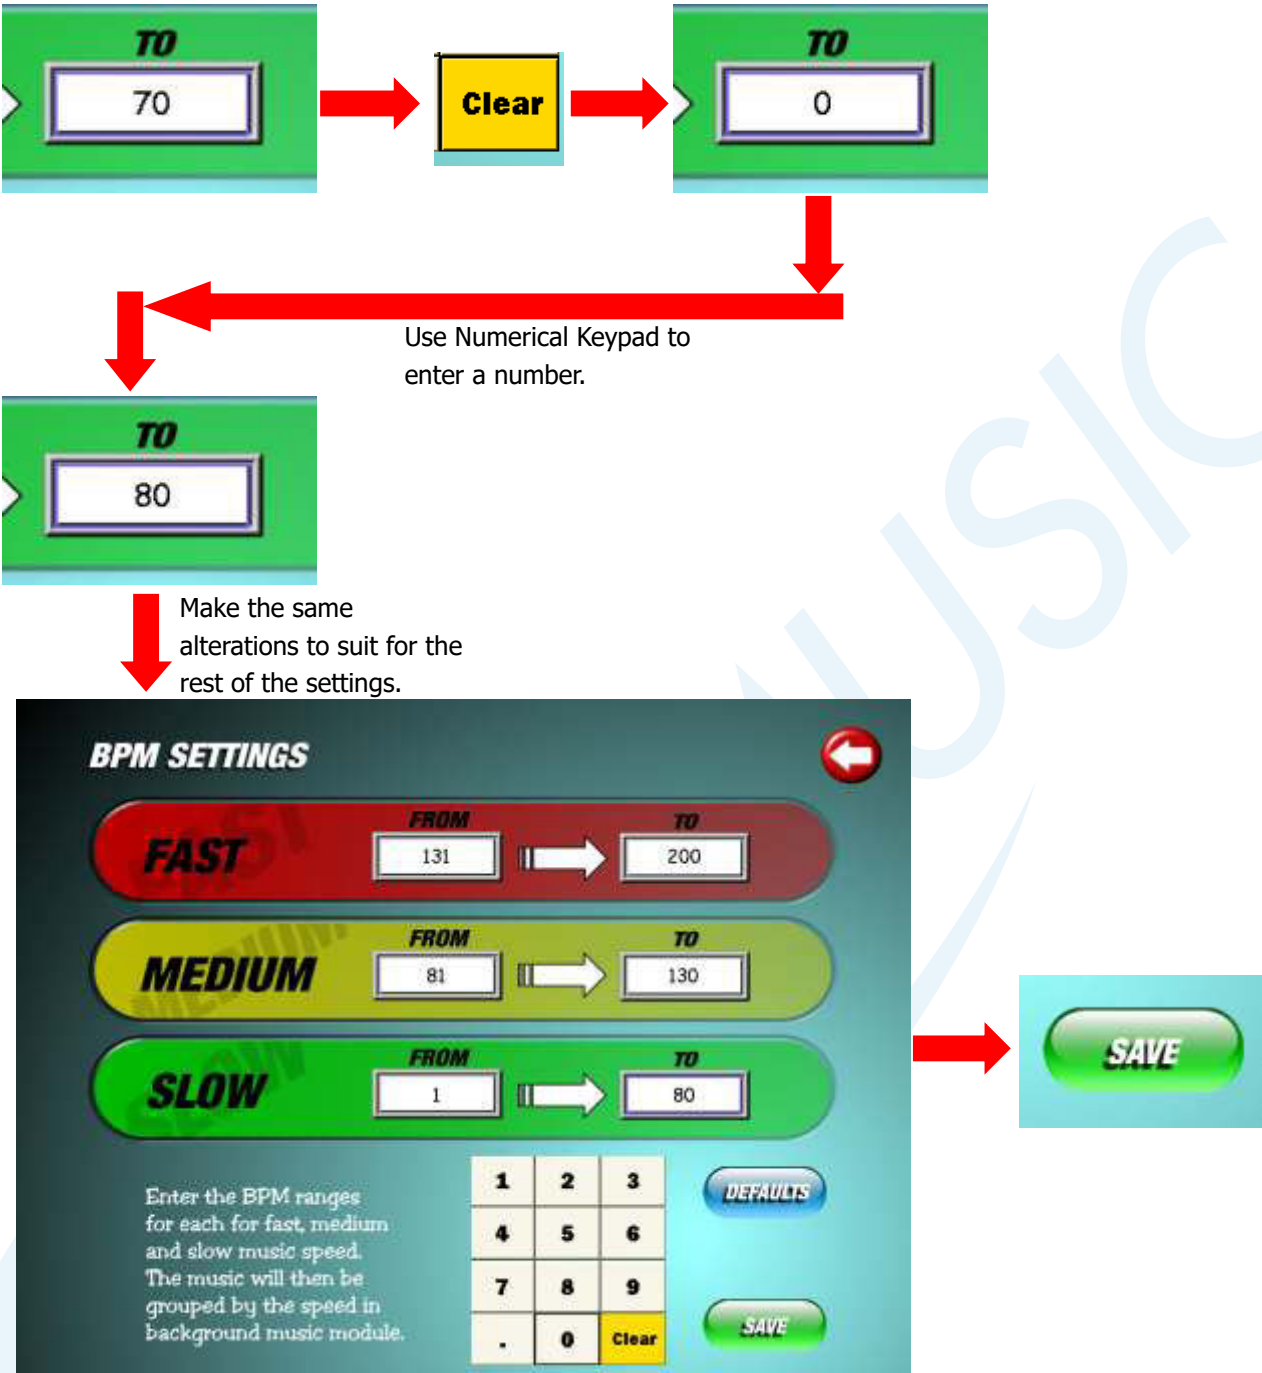 TO
70
Clear
TO
0
Use Numerical Keypad to
enter a number.
TO
80
Make the same
alterations to suit for the
rest of the settings.
BPM SETTINGS
FAST
FAST
FROM
131
TO
200
MEDIUM
MEDIUM
FROM
81
TO
130
SLOW
SLOW
FROM
1
TO
80
SAVE
Enter the BPM ranges
for each for fast, medium
and slow music speed.
The music will then be
grouped by the speed in
background music module.
1 2 3
4 5 6
7 8 9
. 0 Clear
DEFAULTS
SAVE
MUSIC